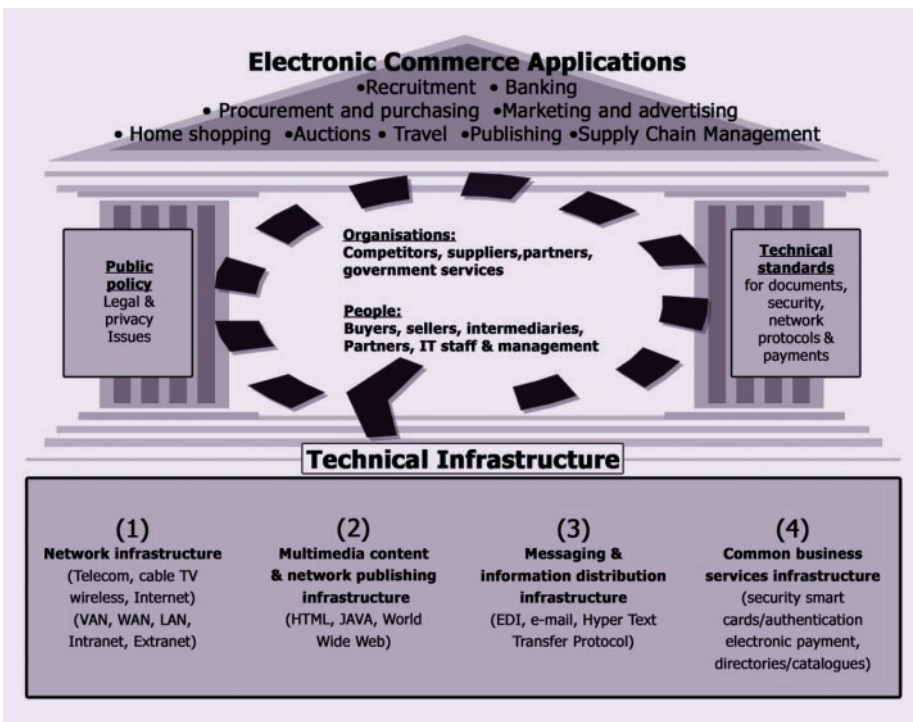 Electronic Commerce Applications
•Recruitment • Banking
• Procurement and purchasing •Marketing and advertising
• Home shopping •Auctions • Travel •Publishing •Supply Chain Management
Public
policy
Legal &
privacy
Issues
Organisations:
Competitors, suppliers,partners,
government services
People:
Buyers, sellers, intermediaries,
Partners, IT staff & management
Technical
standards
for documents,
security,
network
protocols &
payments
Technical Infrastructure
(1)
Network infrastructure
(Telecom, cable TV
wireless, Internet)
(VAN, WAN, LAN,
Intranet, Extranet)
(2)
Multimedia content
& network publishing
infrastructure
(HTML, JAVA, World
Wide Web)
(3)
Messaging &
information distribution
infrastructure
(EDI, e-mail, Hyper Text
Transfer Protocol)
(4)
Common business
services infrastructure
(security smart
cards/authentication
electronic payment,
directories/catalogues)